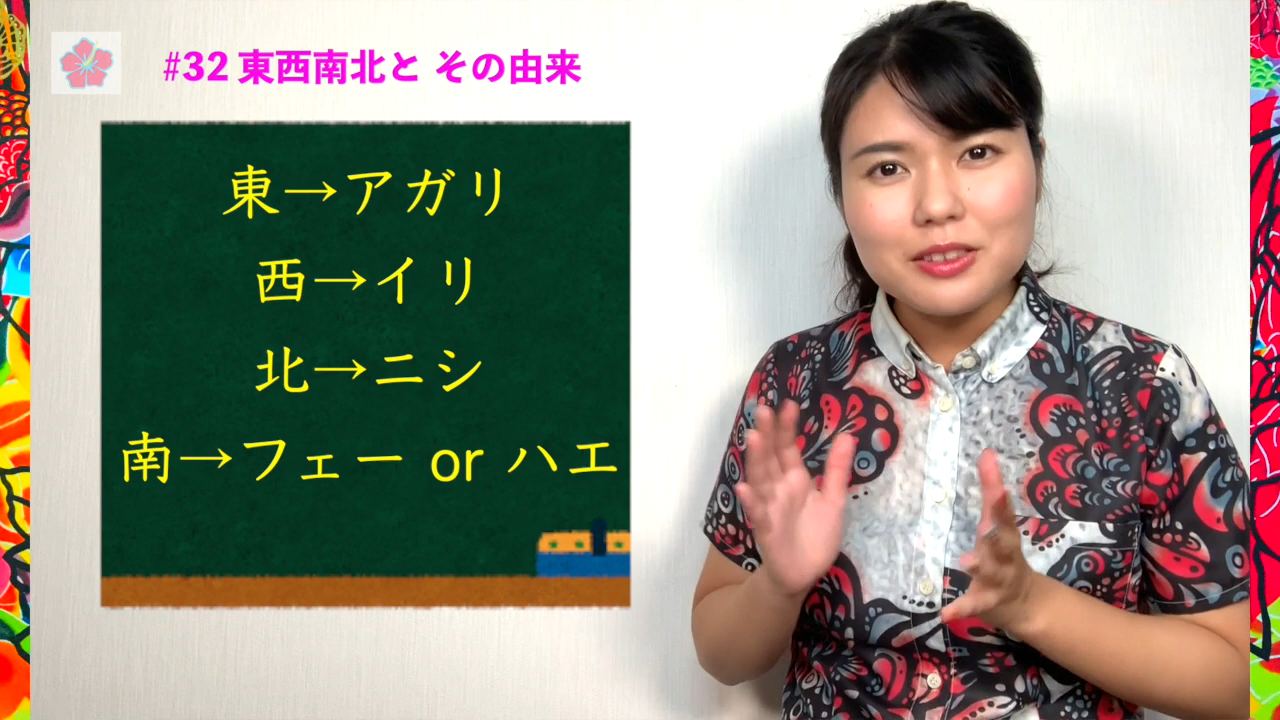 #32 東西南北と その由来
東→アガリ
西→イリ
北→ニシ
南→フェー or ハエ